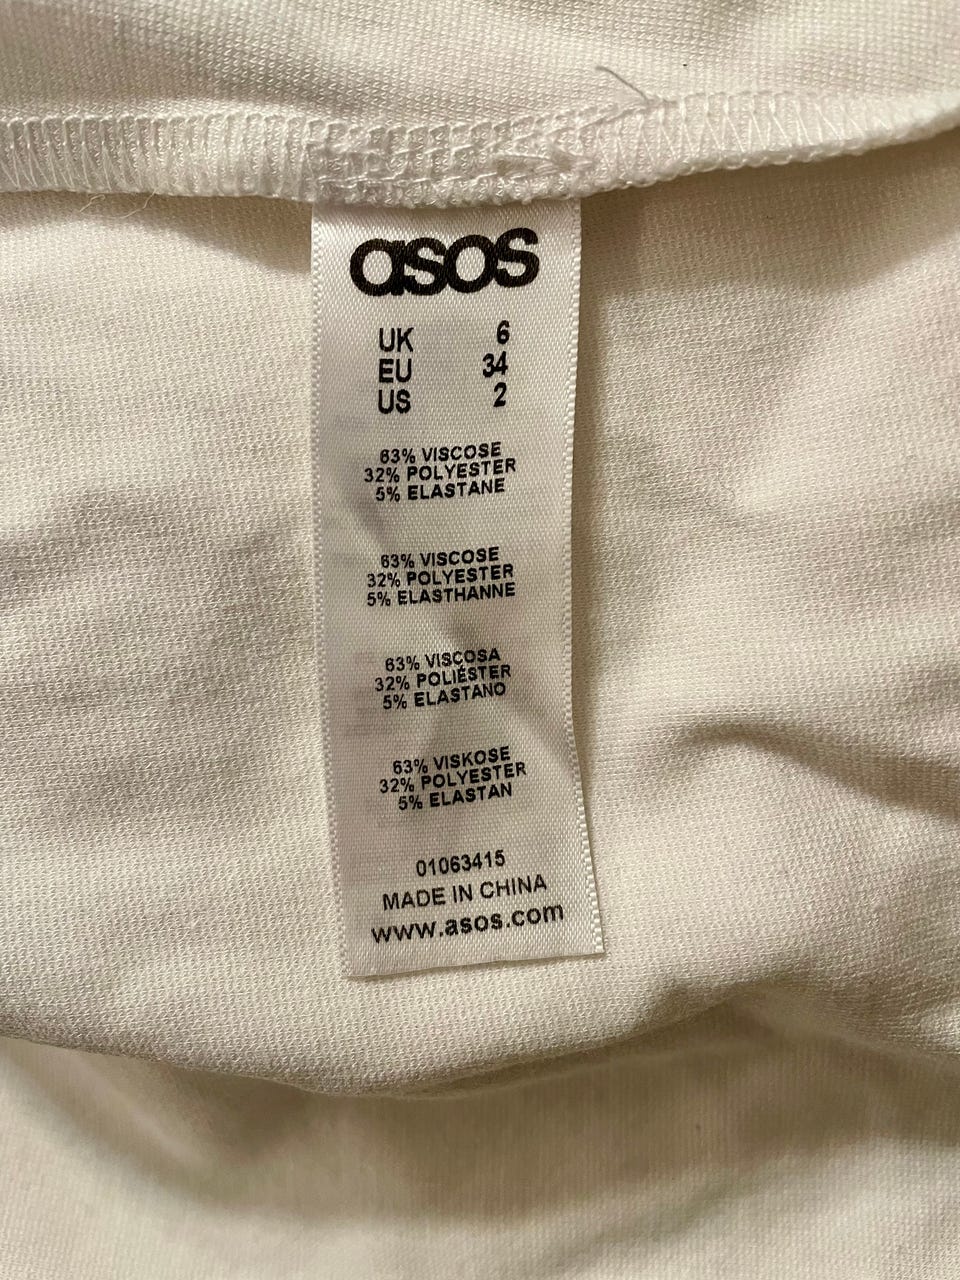 asos
UK 6
EU 34
US 2
63% VISCOSE
32% POLYESTER
5% ELASTANE
63% VISCOSE
32% POLYESTER
5% ELASTHANNE
63% VISCOSA
32% POLIÉSTER
5% ELASTANO
63% VISKOSE
32% POLYESTER
5% ELASTAN
01063415
MADE IN CHINA
www.asos.com